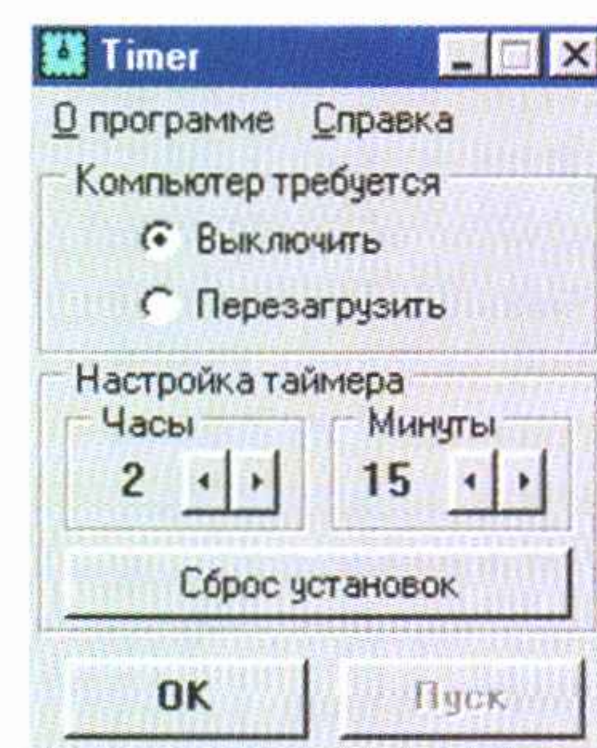 Timer
О программе Справка
Компьютер требуется
Выключить
Перезагрузить
Настройка таймера
Часы Минуты
2 15
Сброс установок
OK Пуск